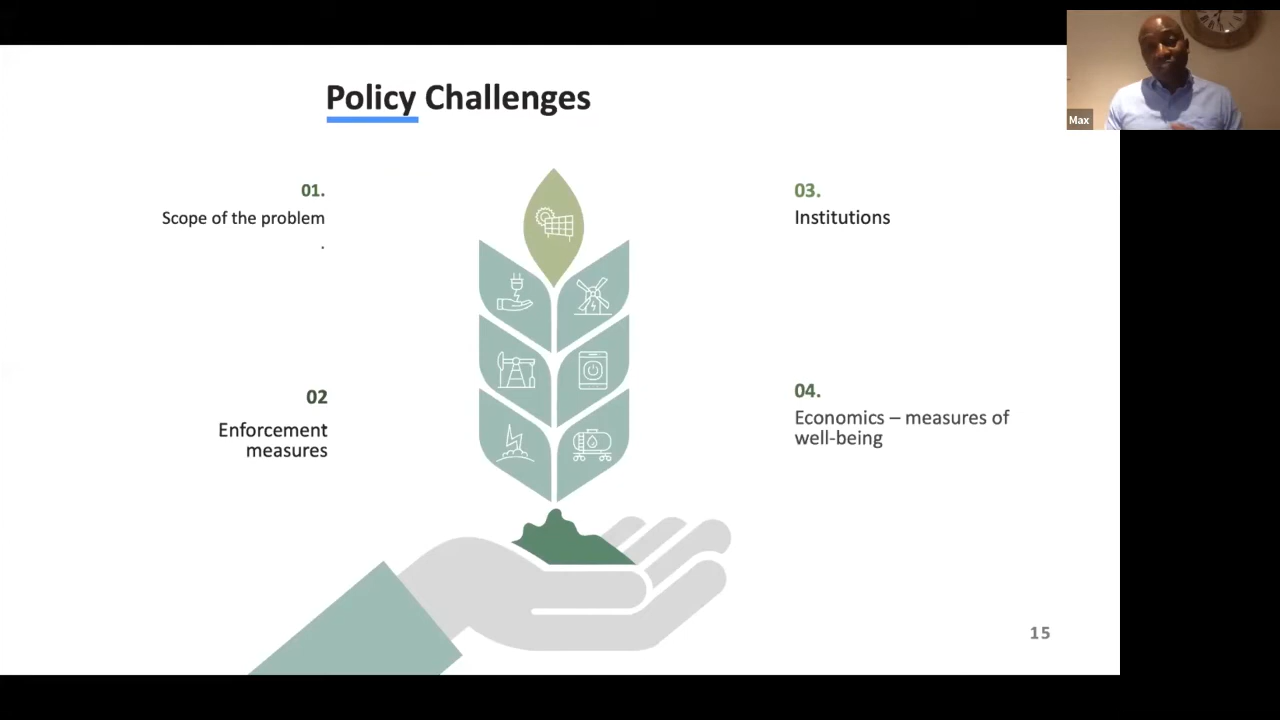 Policy Challenges
01.
Scope of the problem
.
02
Enforcement
measures
03.
Institutions
04.
Economics – measures of
well-being
15
Max